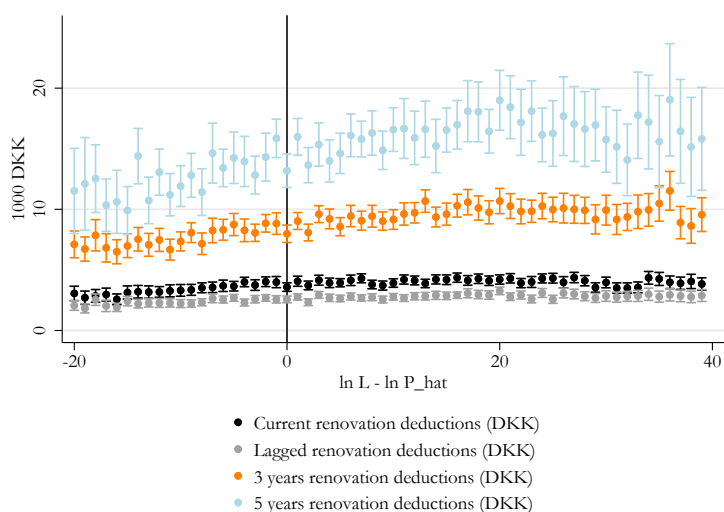 20
10
0
1000 DKK
-20
0
20
40
ln L - ln P_hat
Current renovation deductions (DKK)
Lagged renovation deductions (DKK)
3 years renovation deductions (DKK)
5 years renovation deductions (DKK)